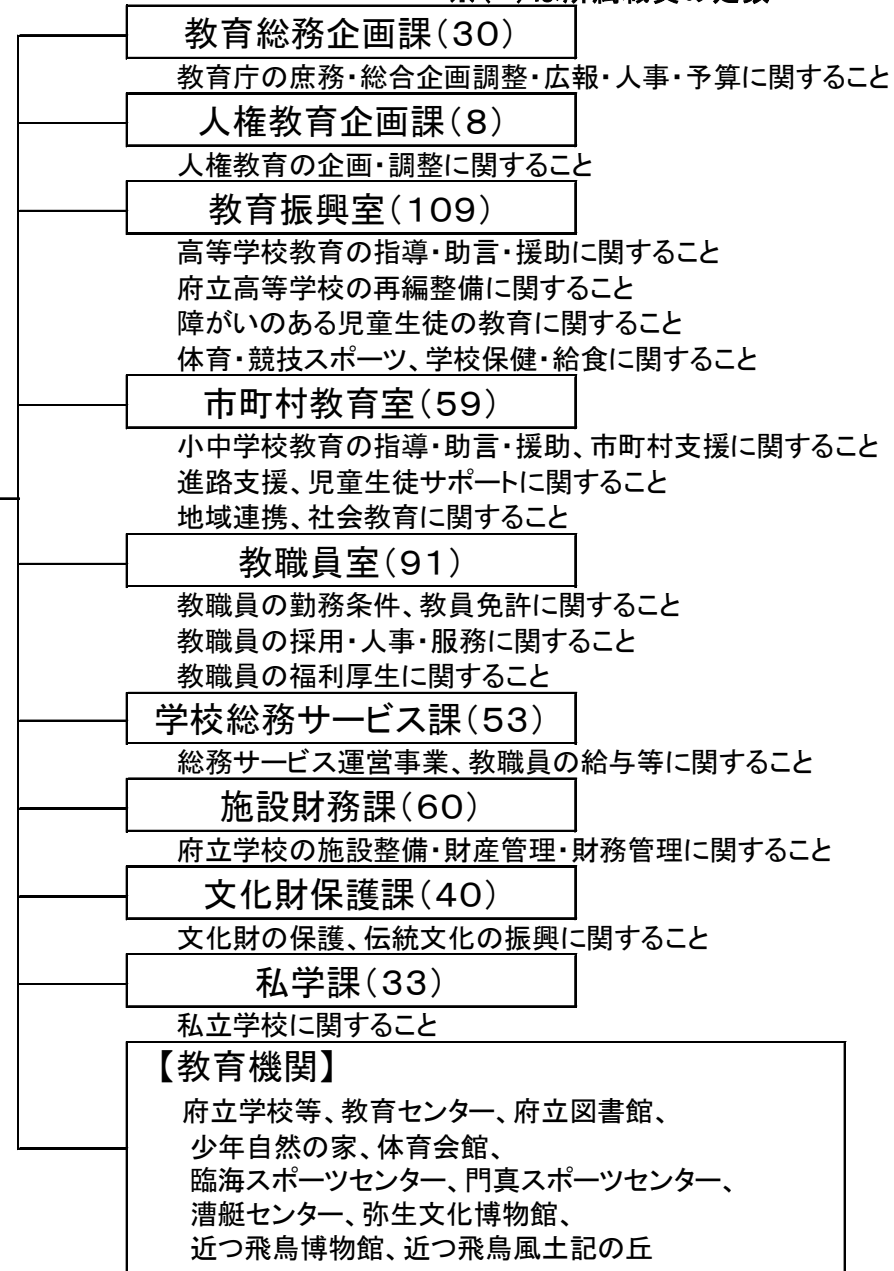 教育総務企画課(30)
教育庁の庶務・総合企画調整・広報・人事・予算に関すること
人権教育企画課(8)
人権教育の企画・調整に関すること
教育振興室(109)
高等学校教育の指導・助言・援助に関すること
府立高等学校の再編整備に関すること
障がいのある児童生徒の教育に関すること
体育・競技スポーツ、学校保健・給食に関すること
市町村教育室(59)
小中学校教育の指導・助言・援助、市町村支援に関すること
進路支援、児童生徒サポートに関すること
地域連携、社会教育に関すること
教職員室(91)
教職員の勤務条件、教員免許に関すること
教職員の採用・人事・服務に関すること
教職員の福利厚生に関すること
学校総務サービス課(53)
総務サービス運営事業、教職員の給与等に関すること
施設財務課(60)
府立学校の施設整備・財産管理・財務管理に関すること
文化財保護課(40)
文化財の保護、伝統文化の振興に関すること
私学課(33)
私立学校に関すること
【教育機関】
府立学校等、教育センター、府立図書館、
少年自然の家、体育会館、
臨海スポーツセンター、門真スポーツセンター、
漕艇センター、弥生文化博物館、
近つ飛鳥博物館、近つ飛鳥風土記の丘